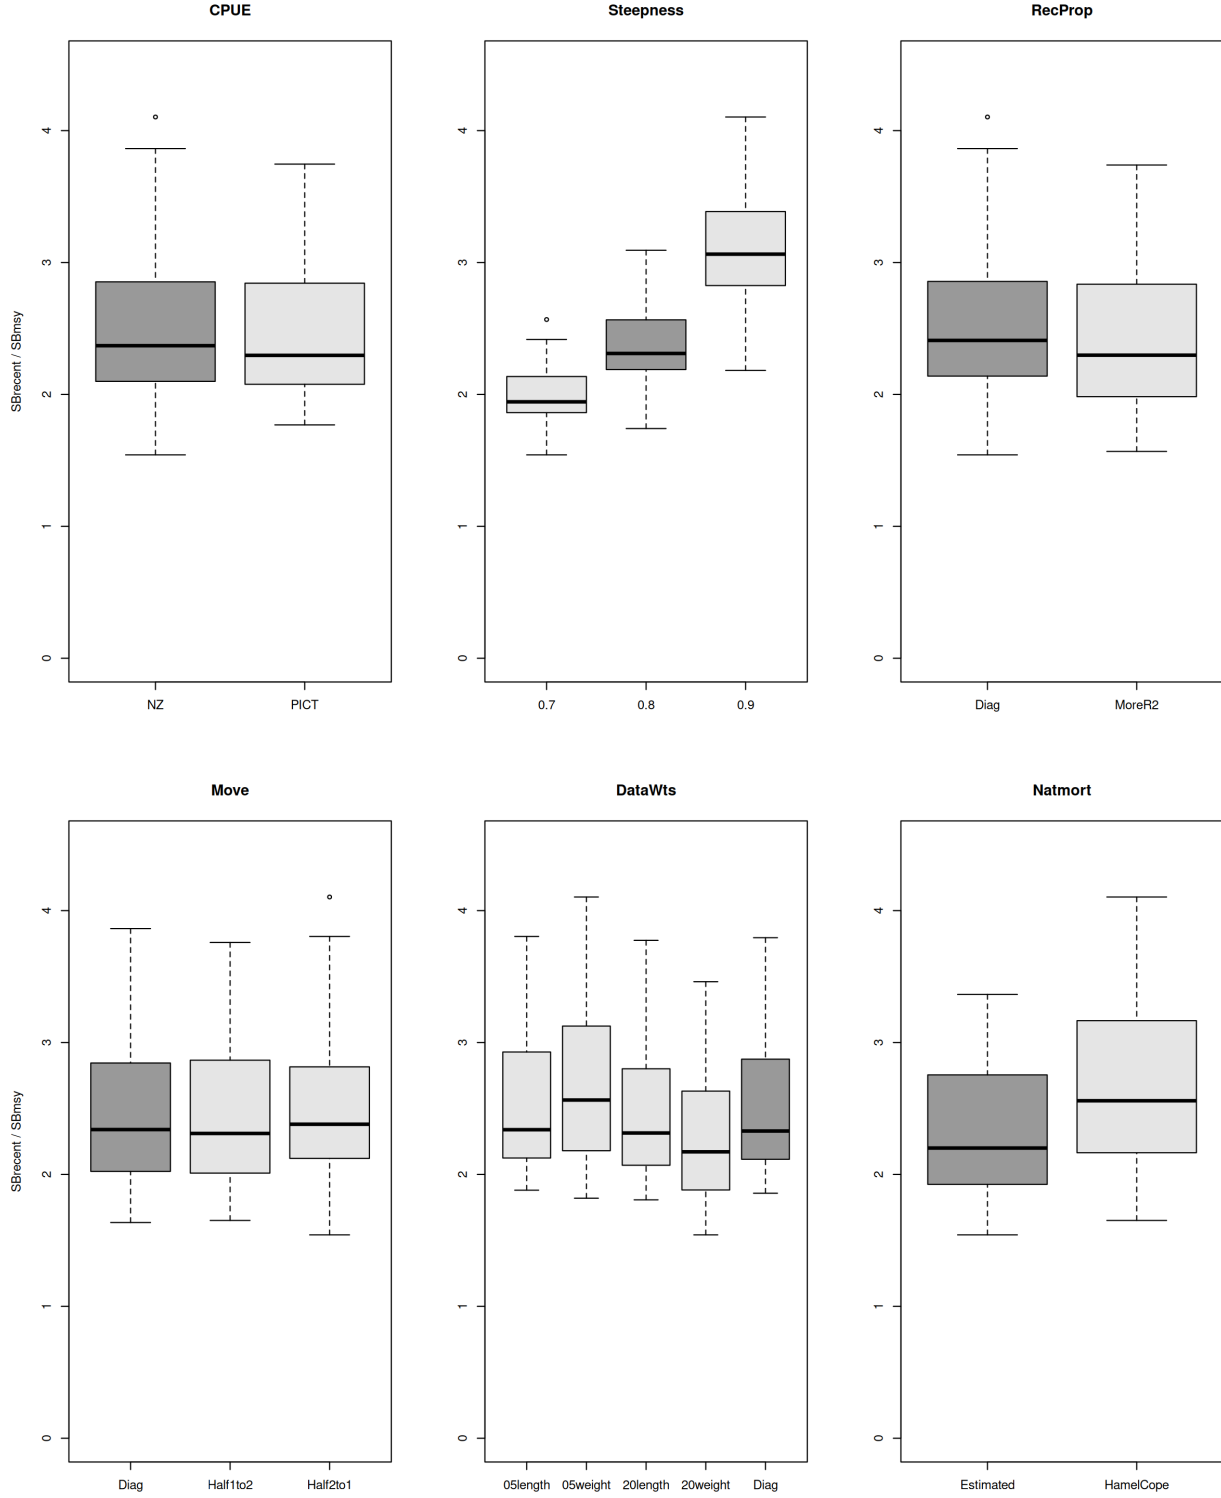 CPUE
SBrecent / SBmsy
4
3
2
1
0
NZ PICT
Steepness
4
3
2
1
0
0.7 0.8 0.9
RecProp
4
3
2
1
0
Diag MoreR2
Move
SBrecent / SBmsy
4
3
2
1
0
Diag Half1to2 Half2to1
DataWts
4
3
2
1
0
05length 05weight 20length 20weight Diag
Natmort
4
3
2
1
0
Estimated HamelCope